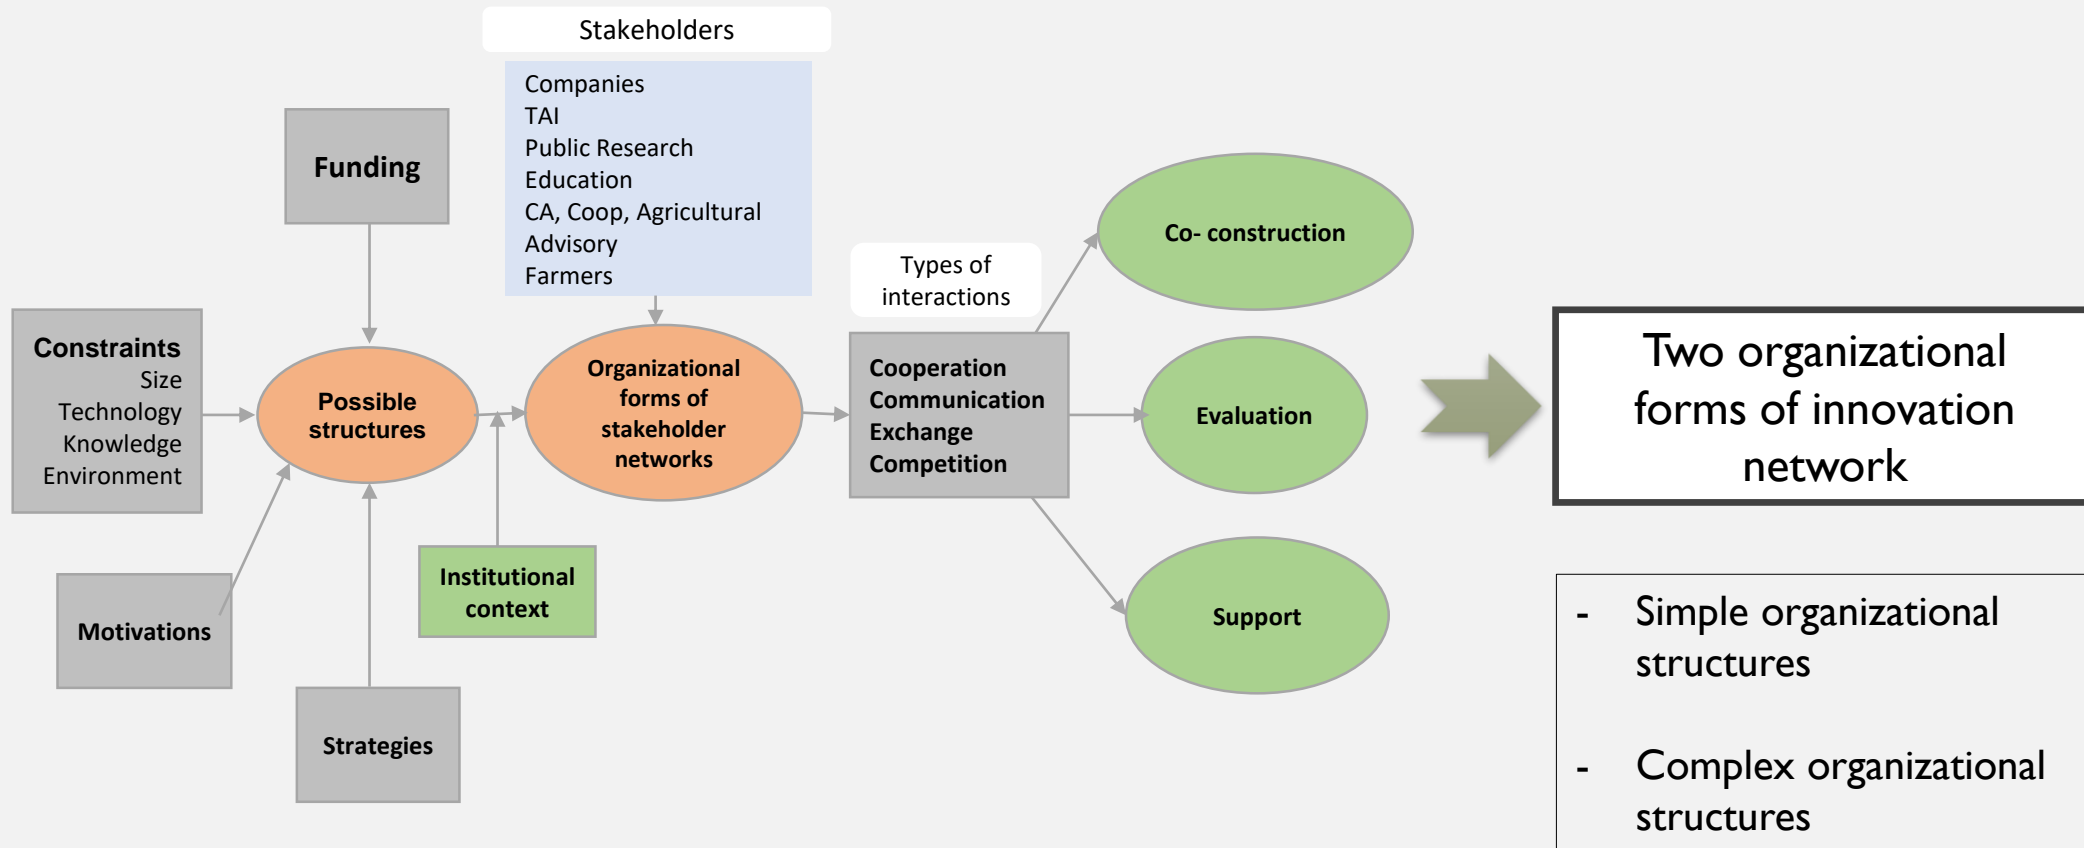 Stakeholders
Companies
TAI
Public Research
Education
CA, Coop, Agricultural
Advisory
Farmers
Funding
Constraints
Size
Technology
Knowledge
Environment
Possible
structures
Organizational
forms of
stakeholder
networks
Types of
interactions
Cooperation
Communication
Exchange
Competition
Co- construction
Evaluation
Support
Institutional
context
Motivations
Strategies
Two organizational
forms of innovation
network
- Simple organizational
structures
- Complex organizational
structures